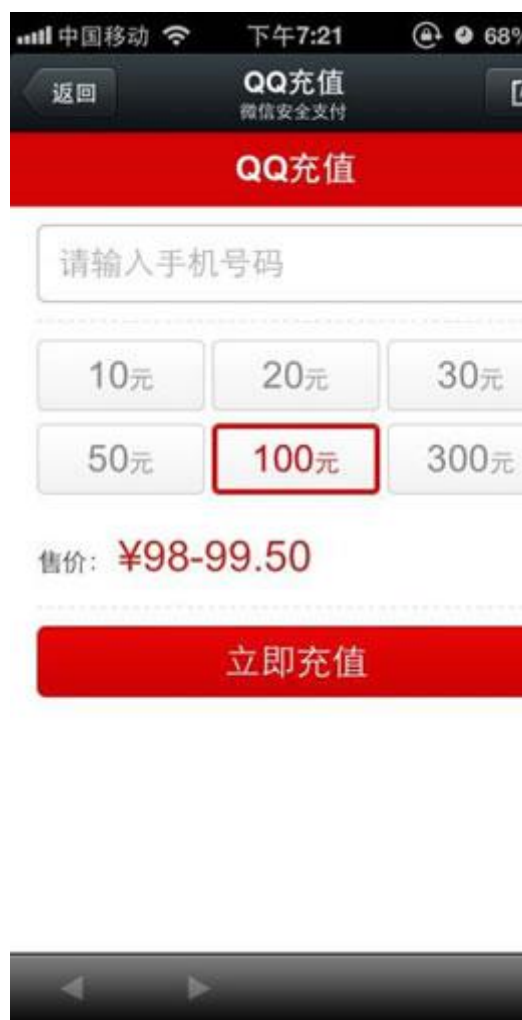 中国移动 下午7:21 68%
返回 QQ充值
微信安全支付
QQ充值
请输入手机号码
10元 20元 30元
50元 100元 300元
售价: ¥98-99.50
立即充值